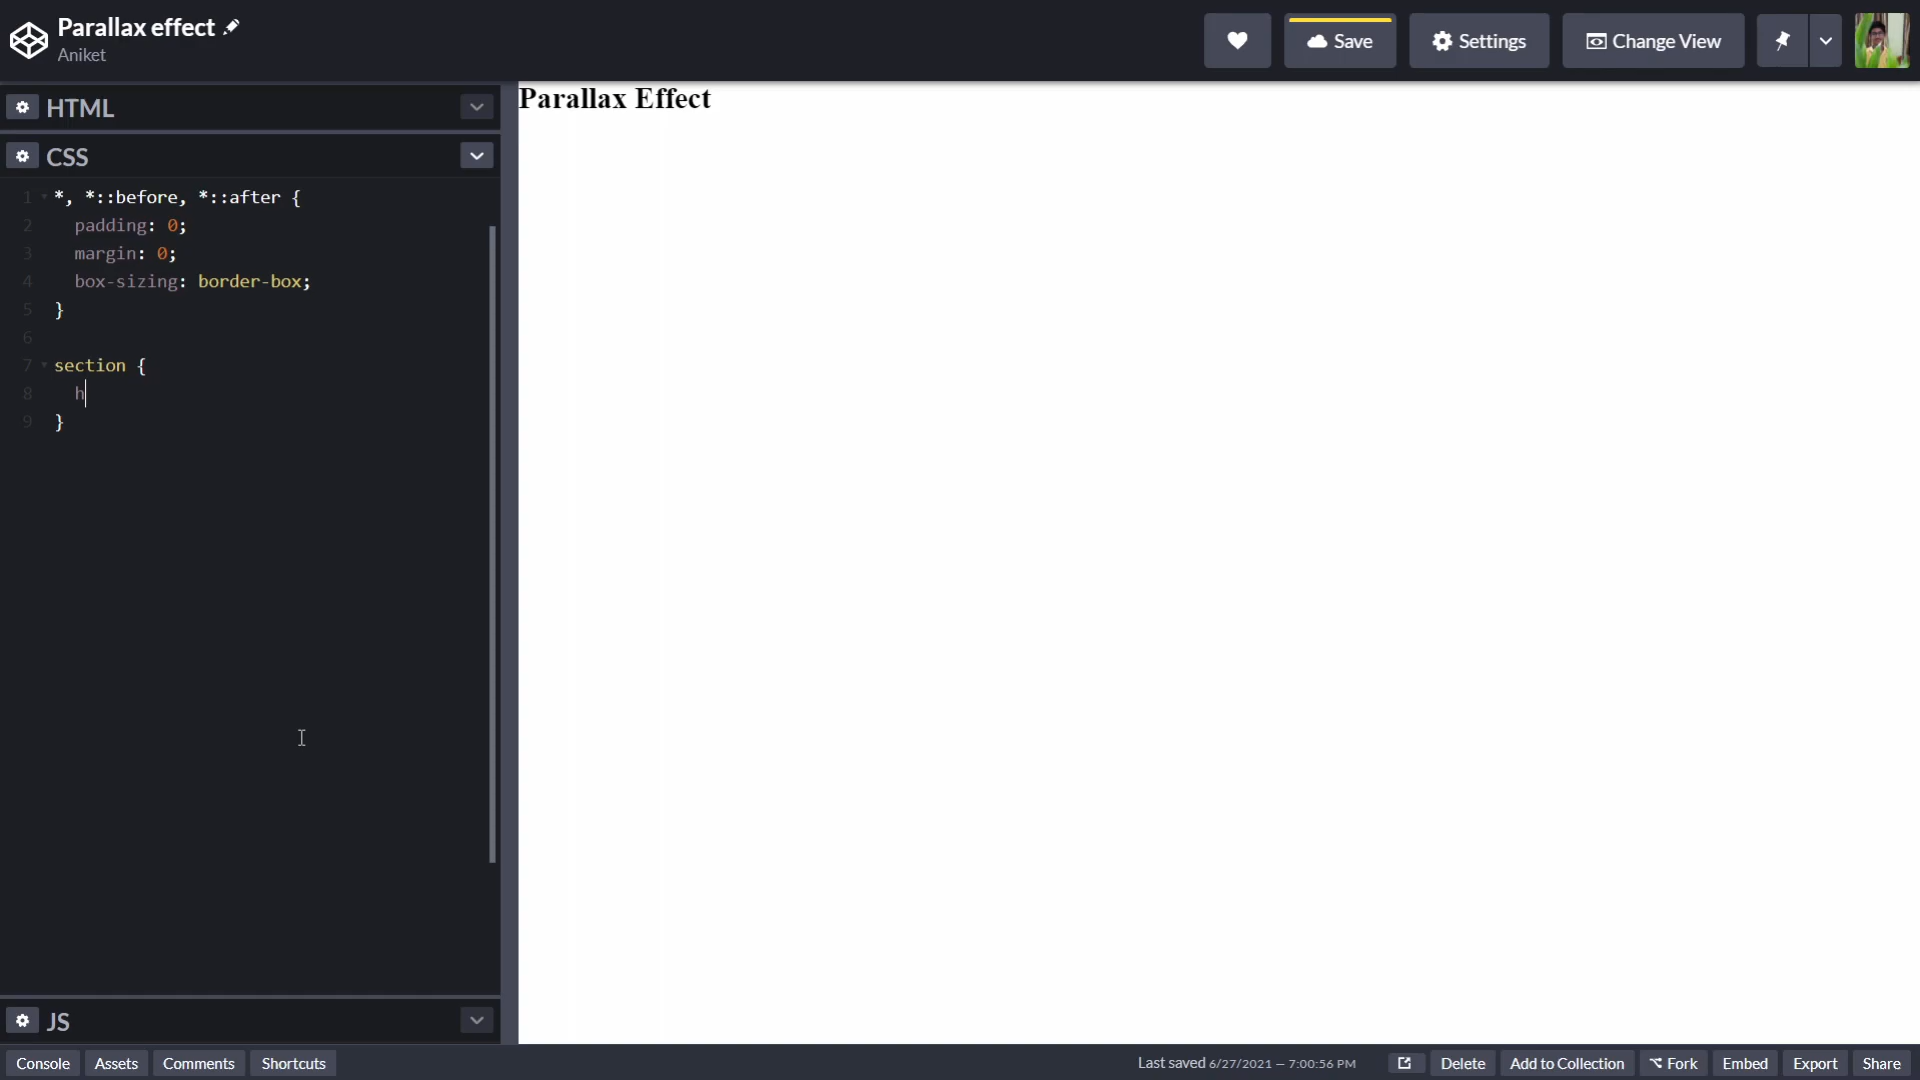 Parallax effect
Aniket
Save
Settings
Change View
HTML
CSS
1 *, *::before, *::after {
2 padding: 0;
3 margin: 0;
4 box-sizing: border-box;
5 }
6
7 section {
8 h
9 }
JS
Parallax Effect
Console Assets Comments Shortcuts
Last saved 6/27/2021 — 7:00:56 PM
Delete Add to Collection Fork Embed Export Share